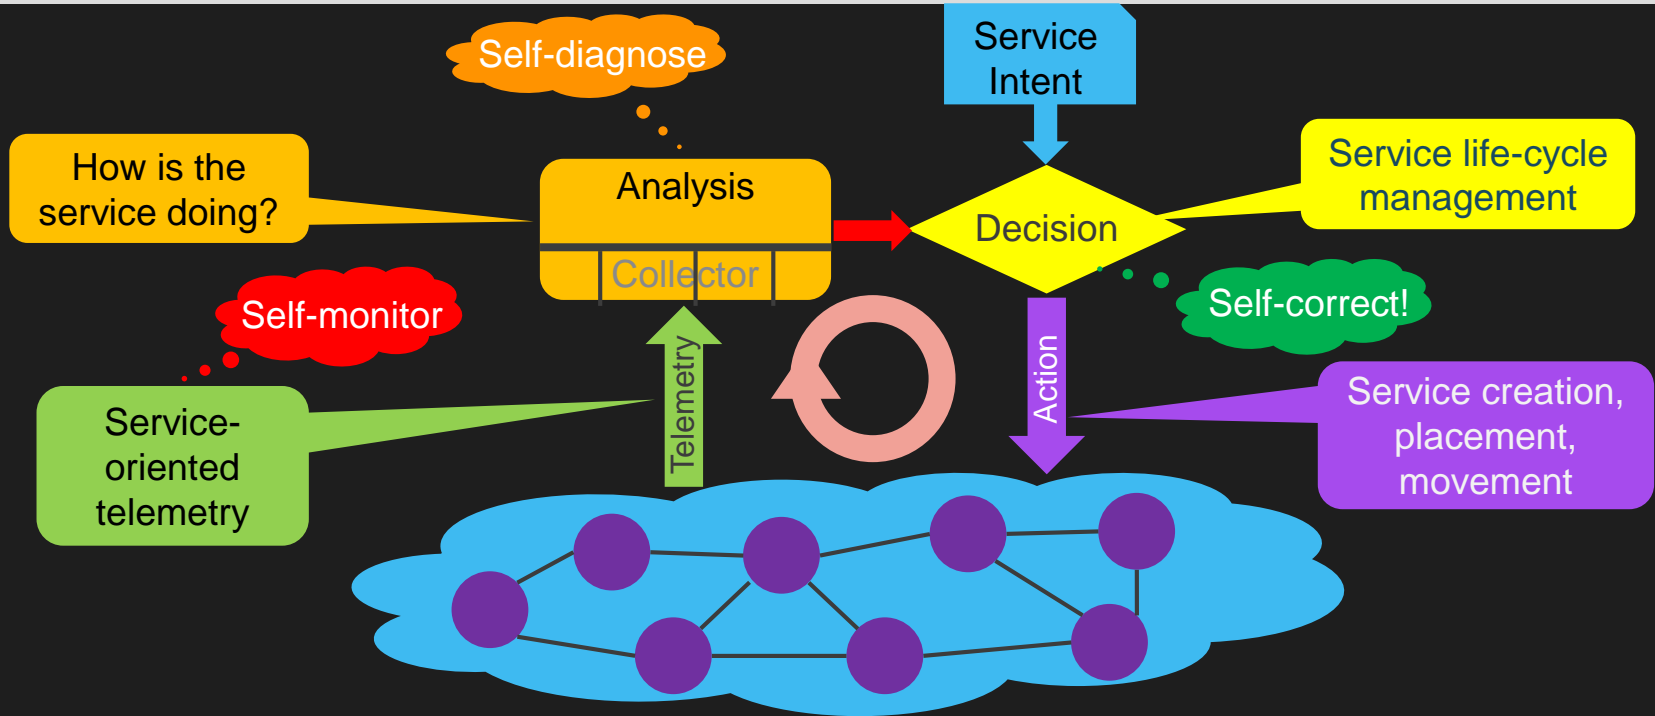 Self-diagnose
Service
Intent
How is the
service doing?
Analysis
Collector
Decision
Service life-cycle
management
Self-monitor
Self-correct!
Service-
oriented
telemetry
Telemetry
Action
Service creation,
placement,
movement